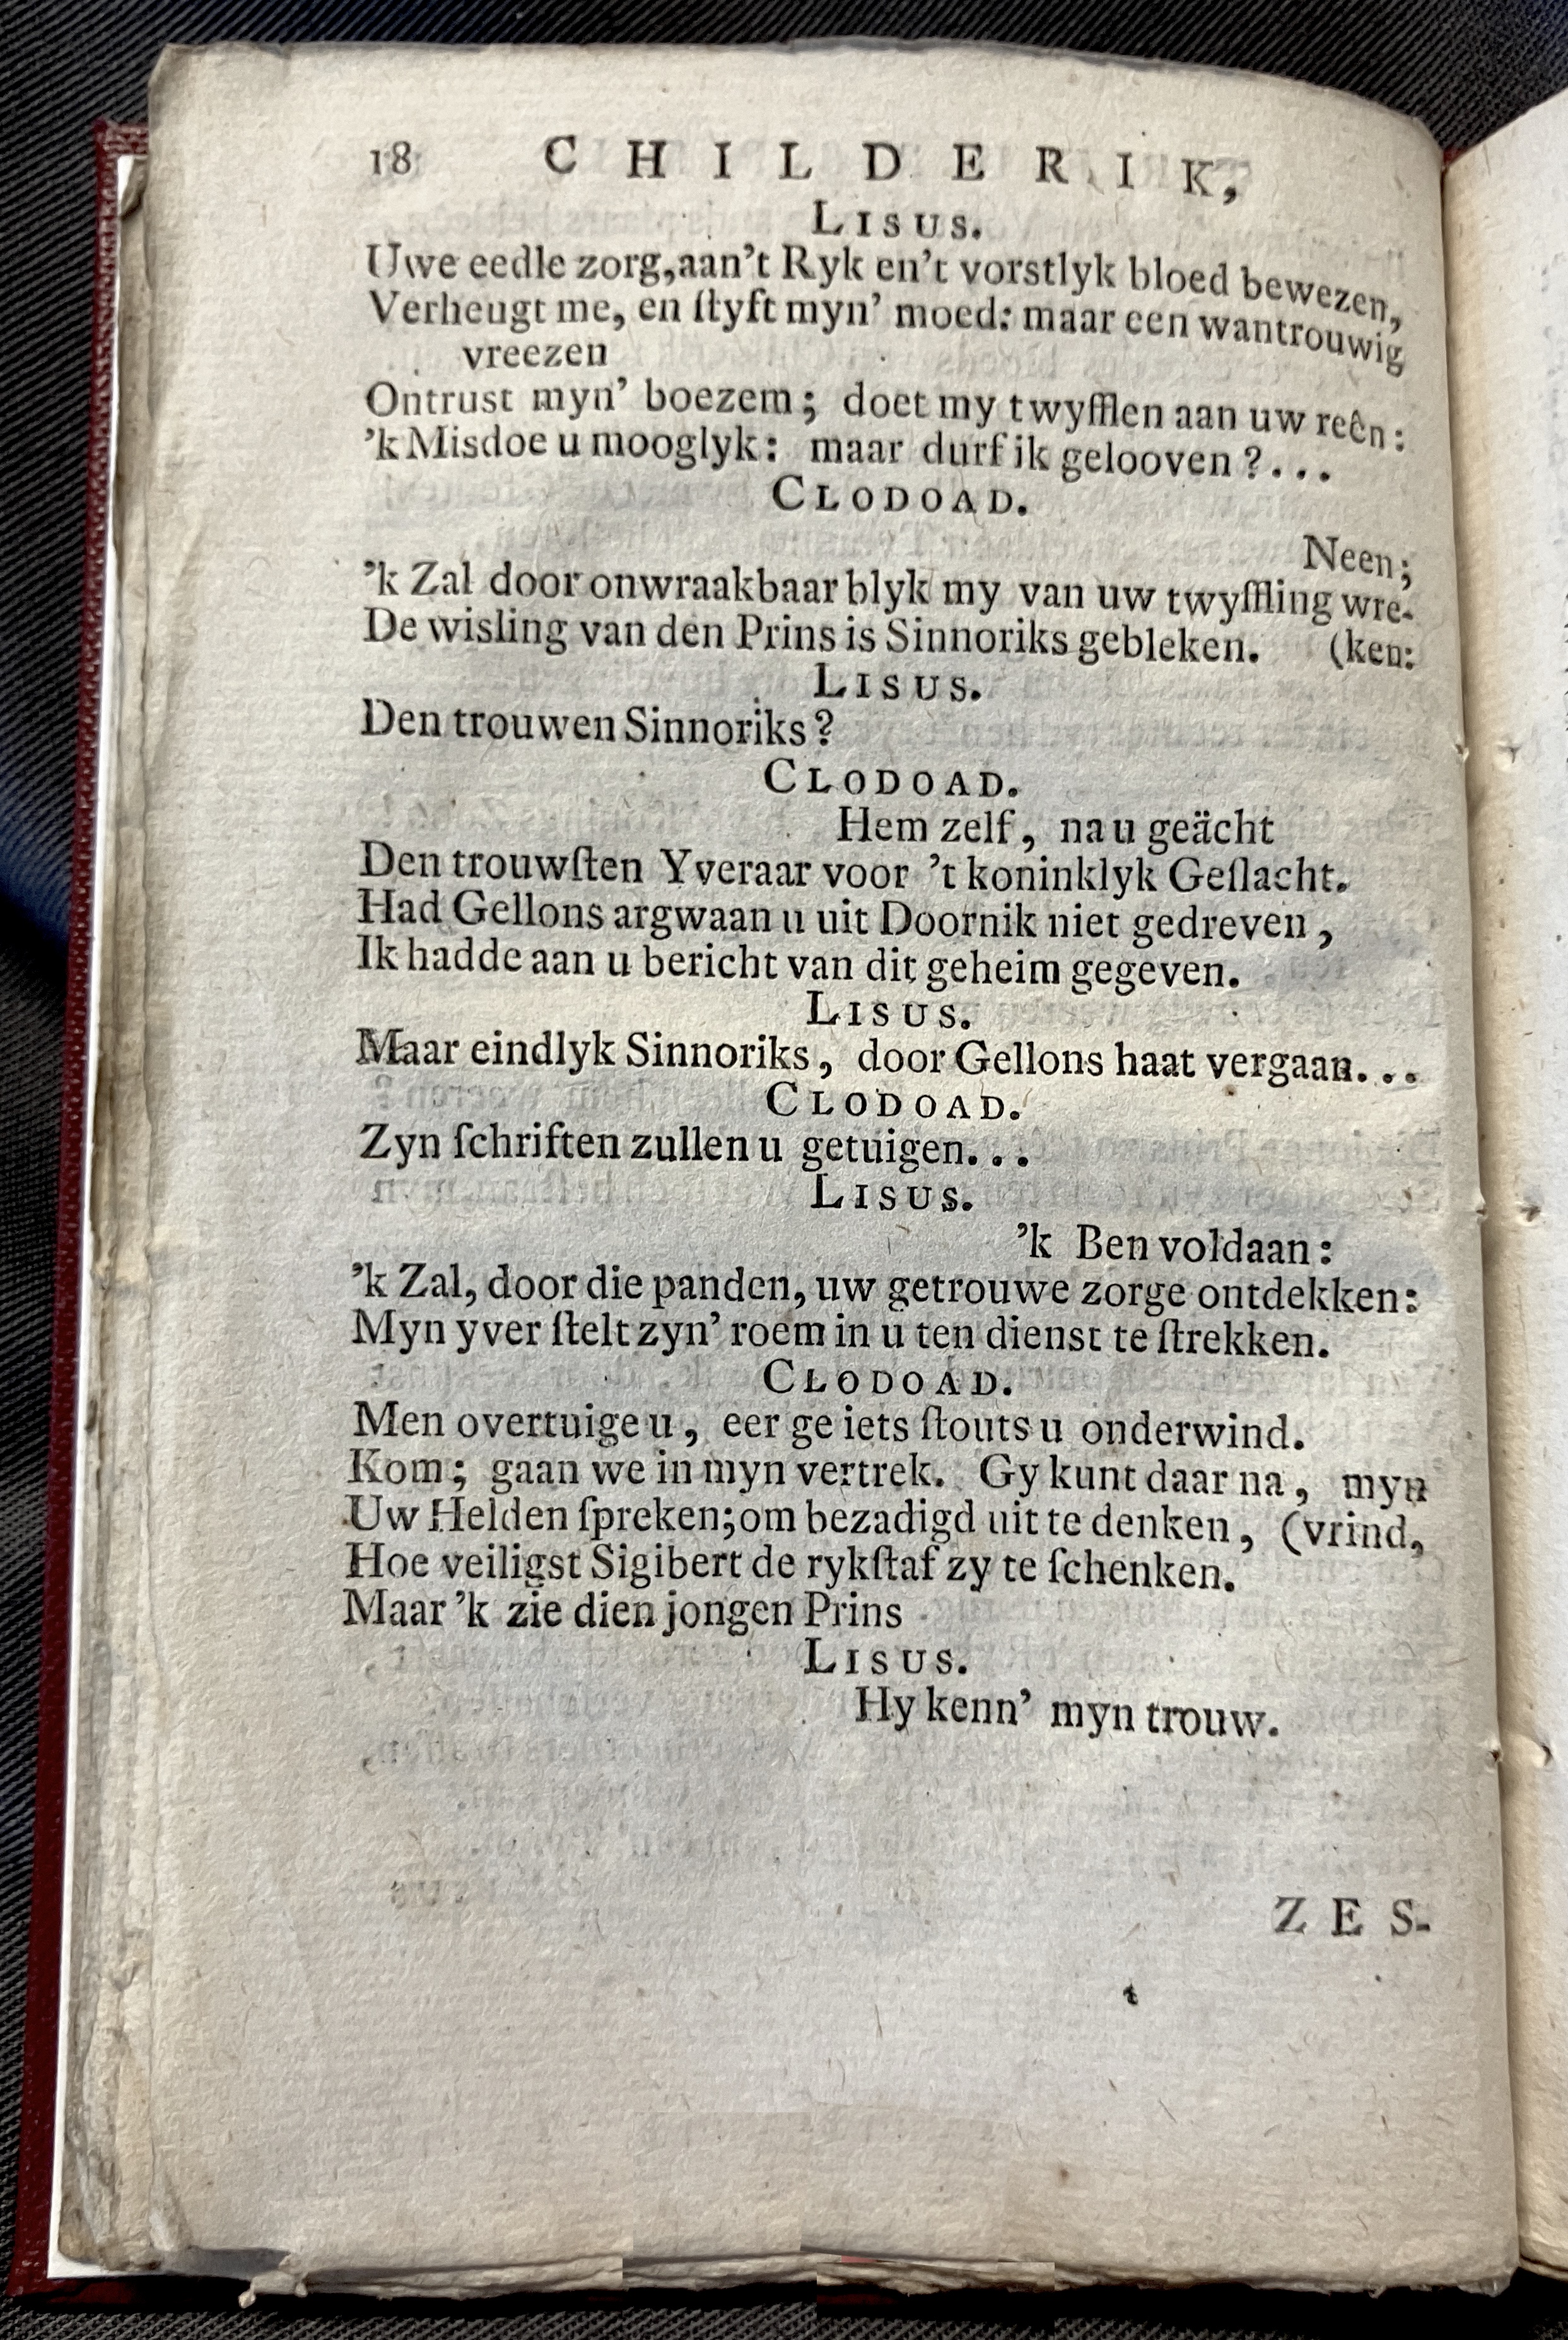 18 CHILDERIK,
LISUS.
Uwe eedle zorg, aan't Ryk en't vorstlyk bloed bewezen,
Verheugt me, en ſtyft myn' moed: maar een wantrouwig
vreezen
Ontrust myn' boezem; doet my twyfflen aan uw reên:
'k Misdoe u mooglyk: maar durf ik gelooven?...
CLODOAD.
Neen;
'k Zal door onwraakbaar blyk my van uw twyffling wre-
De wisling van den Prins is Sinnoriks gebleken. (ken:
LISUS.
Den trouwen Sinnoriks?
CLODOAD.
Hem zelf, na u geächt
Den trouwſten Yveraar voor 't koninklyk Geſlacht.
Had Gellons argwaan u uit Doornik niet gedreven,
Ik hadde aan u bericht van dit geheim gegeven.
LISUS.
Maar eindlyk Sinnoriks, door Gellons haat vergaan...
CLODOAD.
Zyn ſchriften zullen u getuigen...
LISUS.
'k Ben voldaan:
'k Zal, door die panden, uw getrouwe zorge ontdekken:
Myn yver ſtelt zyn' roem in u ten dienst te ſtrekken.
CLODOAD.
Men overtuige u, eer ge iets ſtouts u onderwind.
Kom; gaan we in myn vertrek. Gy kunt daar na, myn
Uw Helden ſpreken; om bezadigd uit te denken, (vrind,
Hoe veiligst Sigibert de rykſtaf zy te ſchenken.
Maar 'k zie dien jongen Prins
LISUS.
Hy kenn' myn trouw.
ZES-